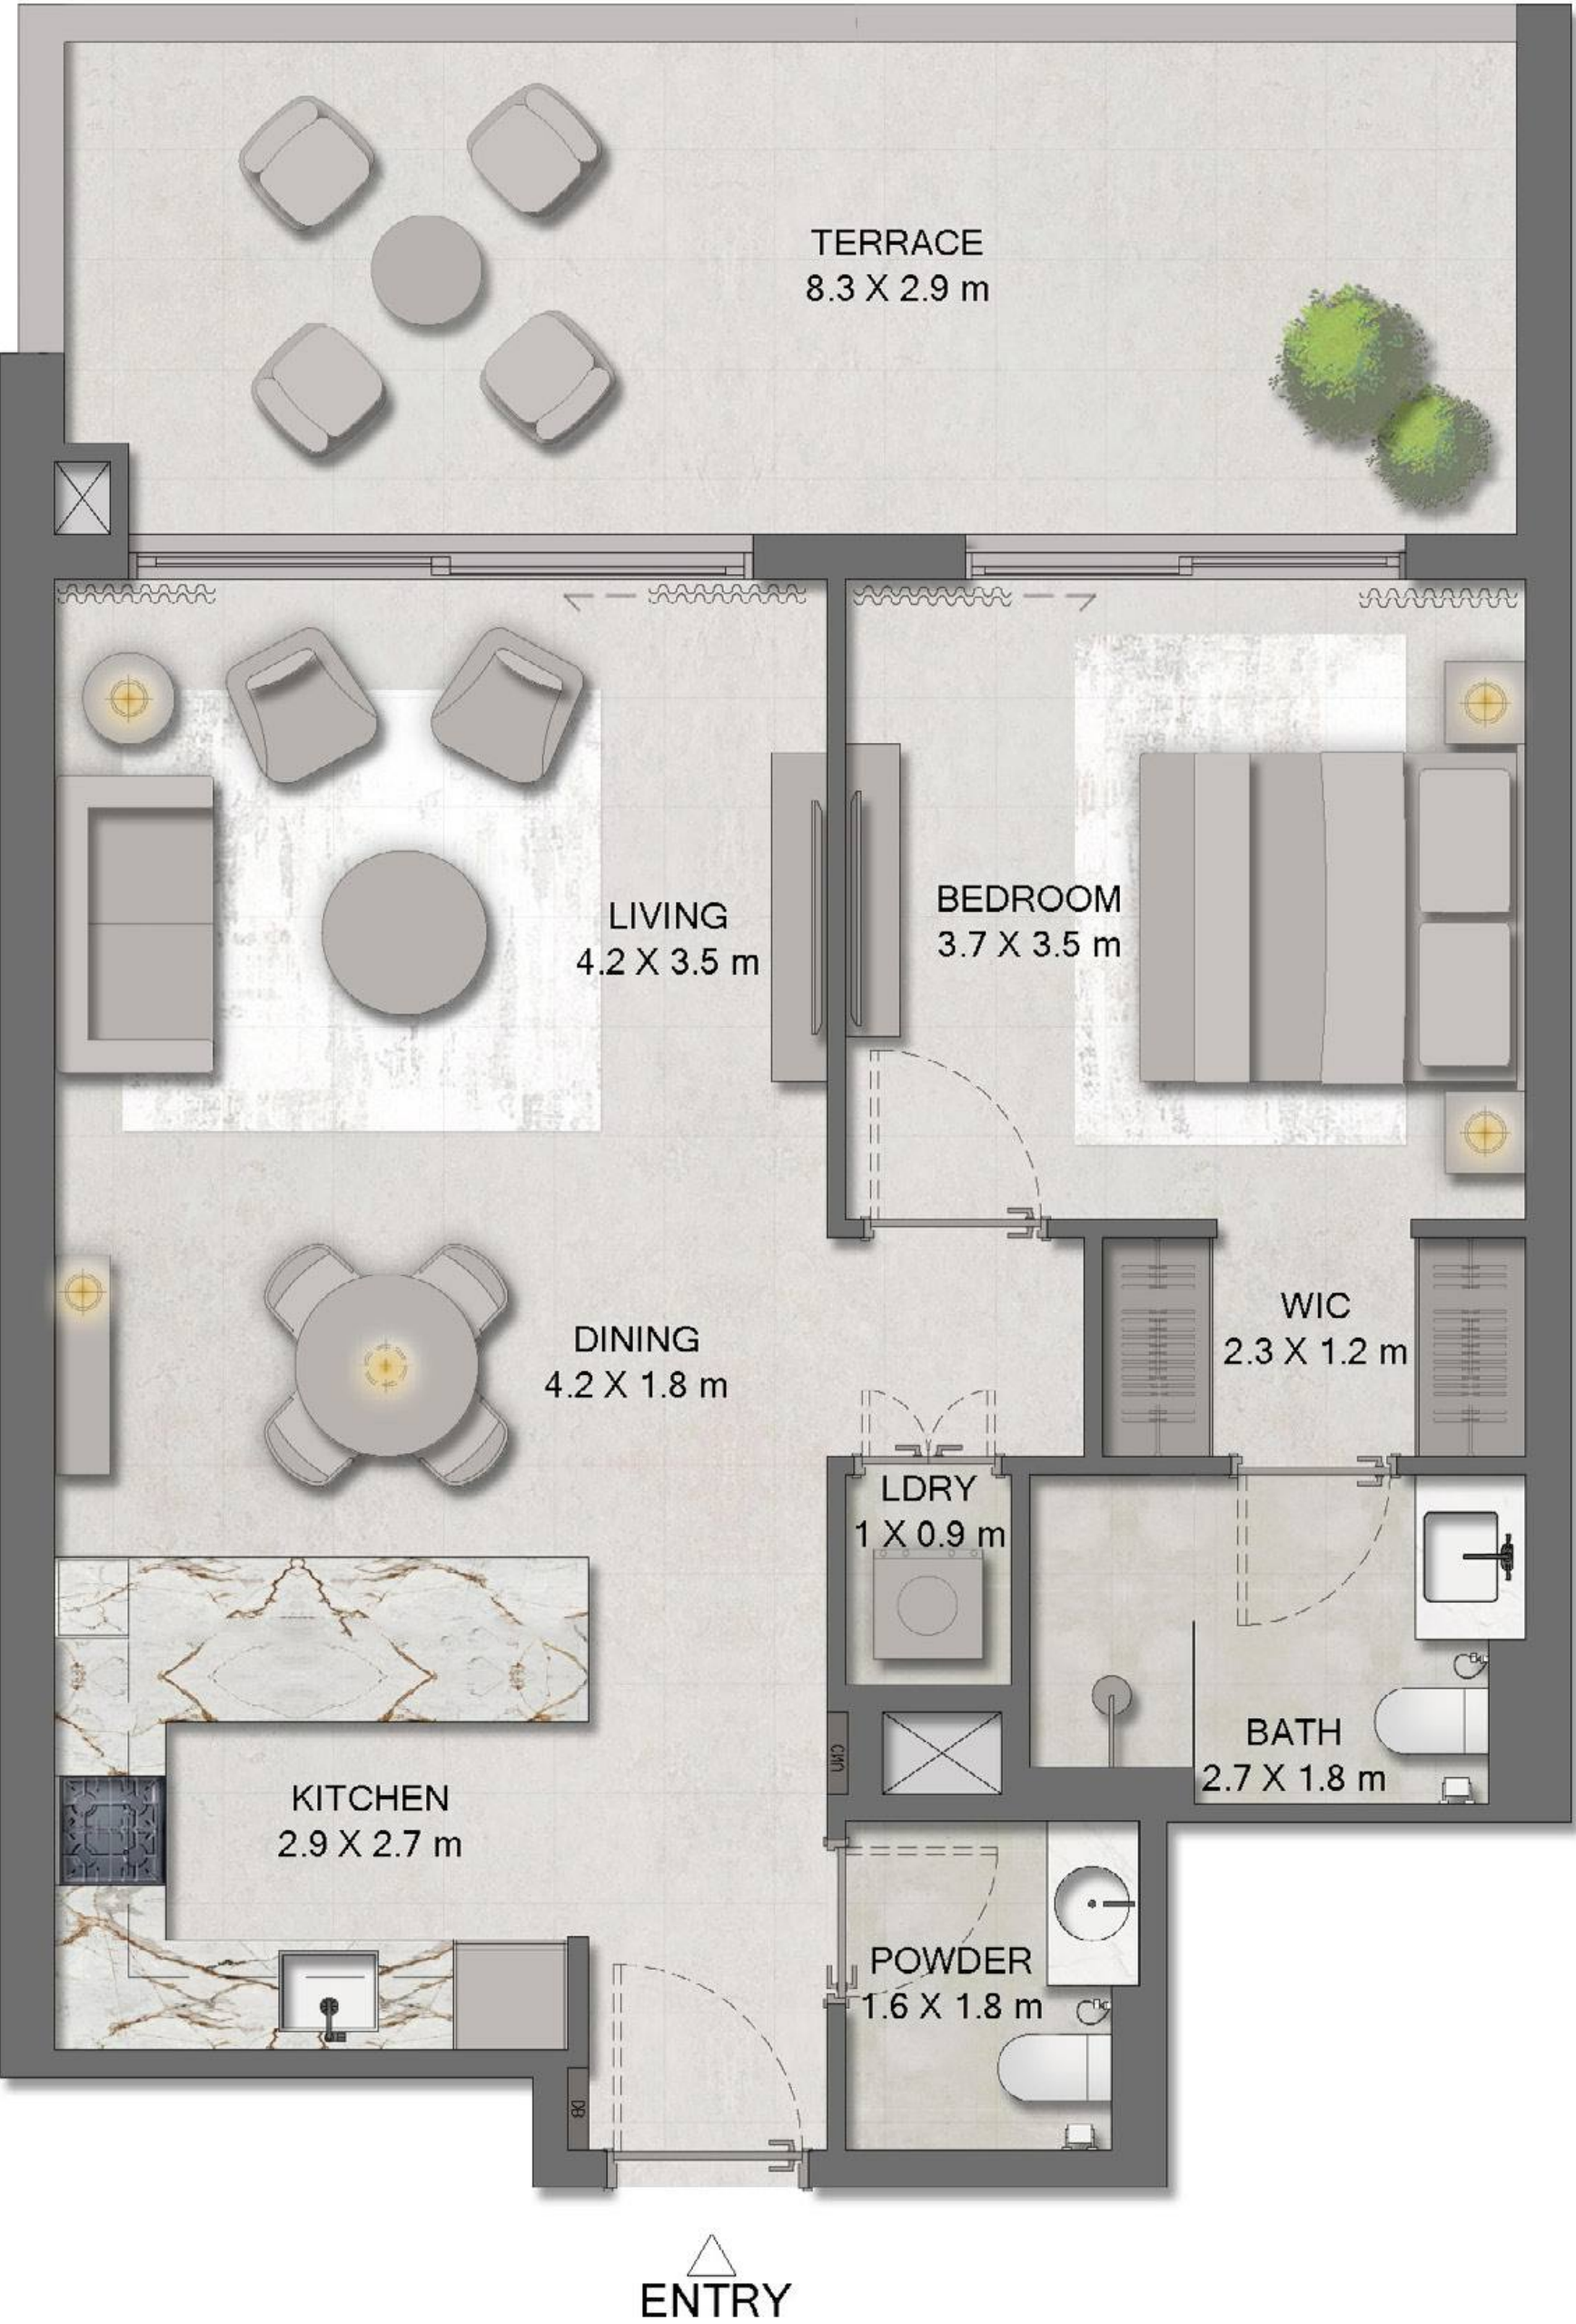 TERRACE
8.3 X 2.9 m
LIVING
4.2 X 3.5 m
BEDROOM
3.7 X 3.5 m
DINING
4.2 X 1.8 m
WIC
2.3 X 1.2 m
LDRY
1 X 0.9 m
BATH
2.7 X 1.8 m
KITCHEN
2.9 X 2.7 m
POWDER
1.6 X 1.8 m
DB
ENTRY